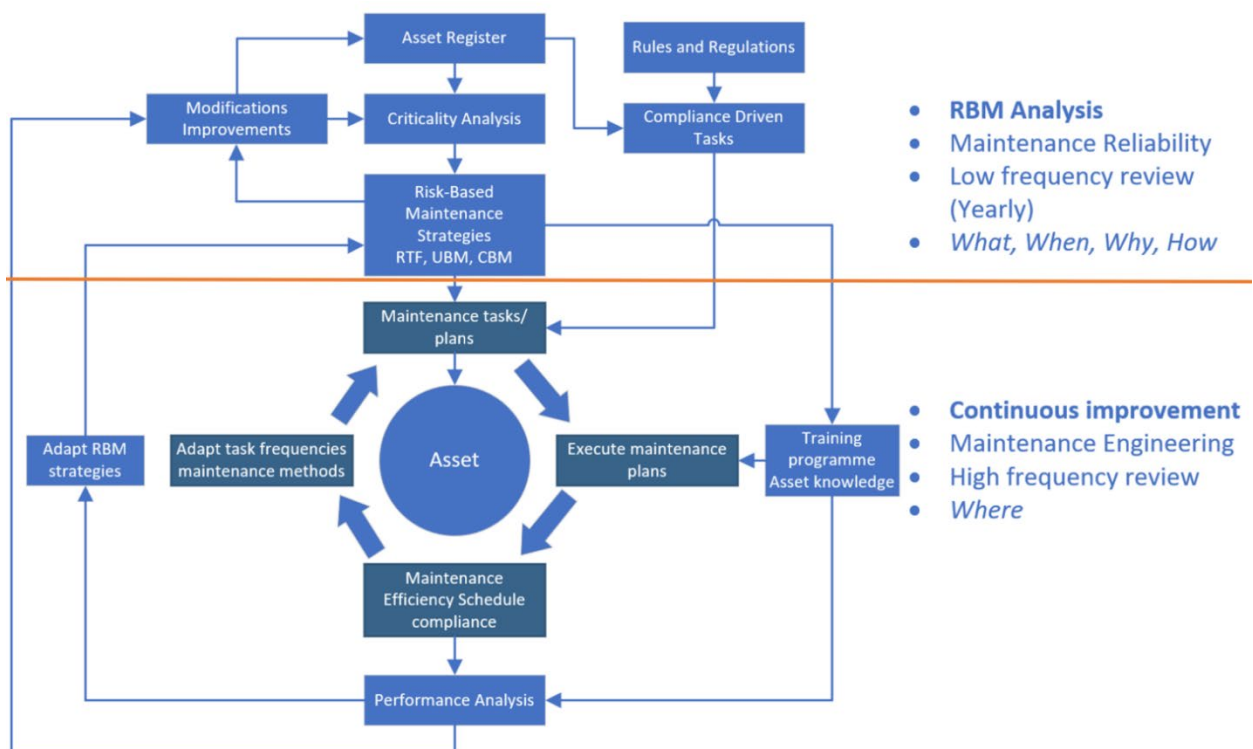 Asset Register
Rules and Regulations
Modifications
Improvements
Criticality Analysis
Compliance Driven
Tasks
Risk-Based
Maintenance
Strategies
RTF, UBM, CBM
RBM Analysis
Maintenance Reliability
Low frequency review
(Yearly)
What, When, Why, How
Maintenance tasks/
plans
Adapt RBM
strategies
Adapt task frequencies
maintenance methods
Asset
Execute maintenance
plans
Training
programme
Asset knowledge
Continuous improvement
Maintenance Engineering
High frequency review
Where
Maintenance
Efficiency Schedule
compliance
Performance Analysis